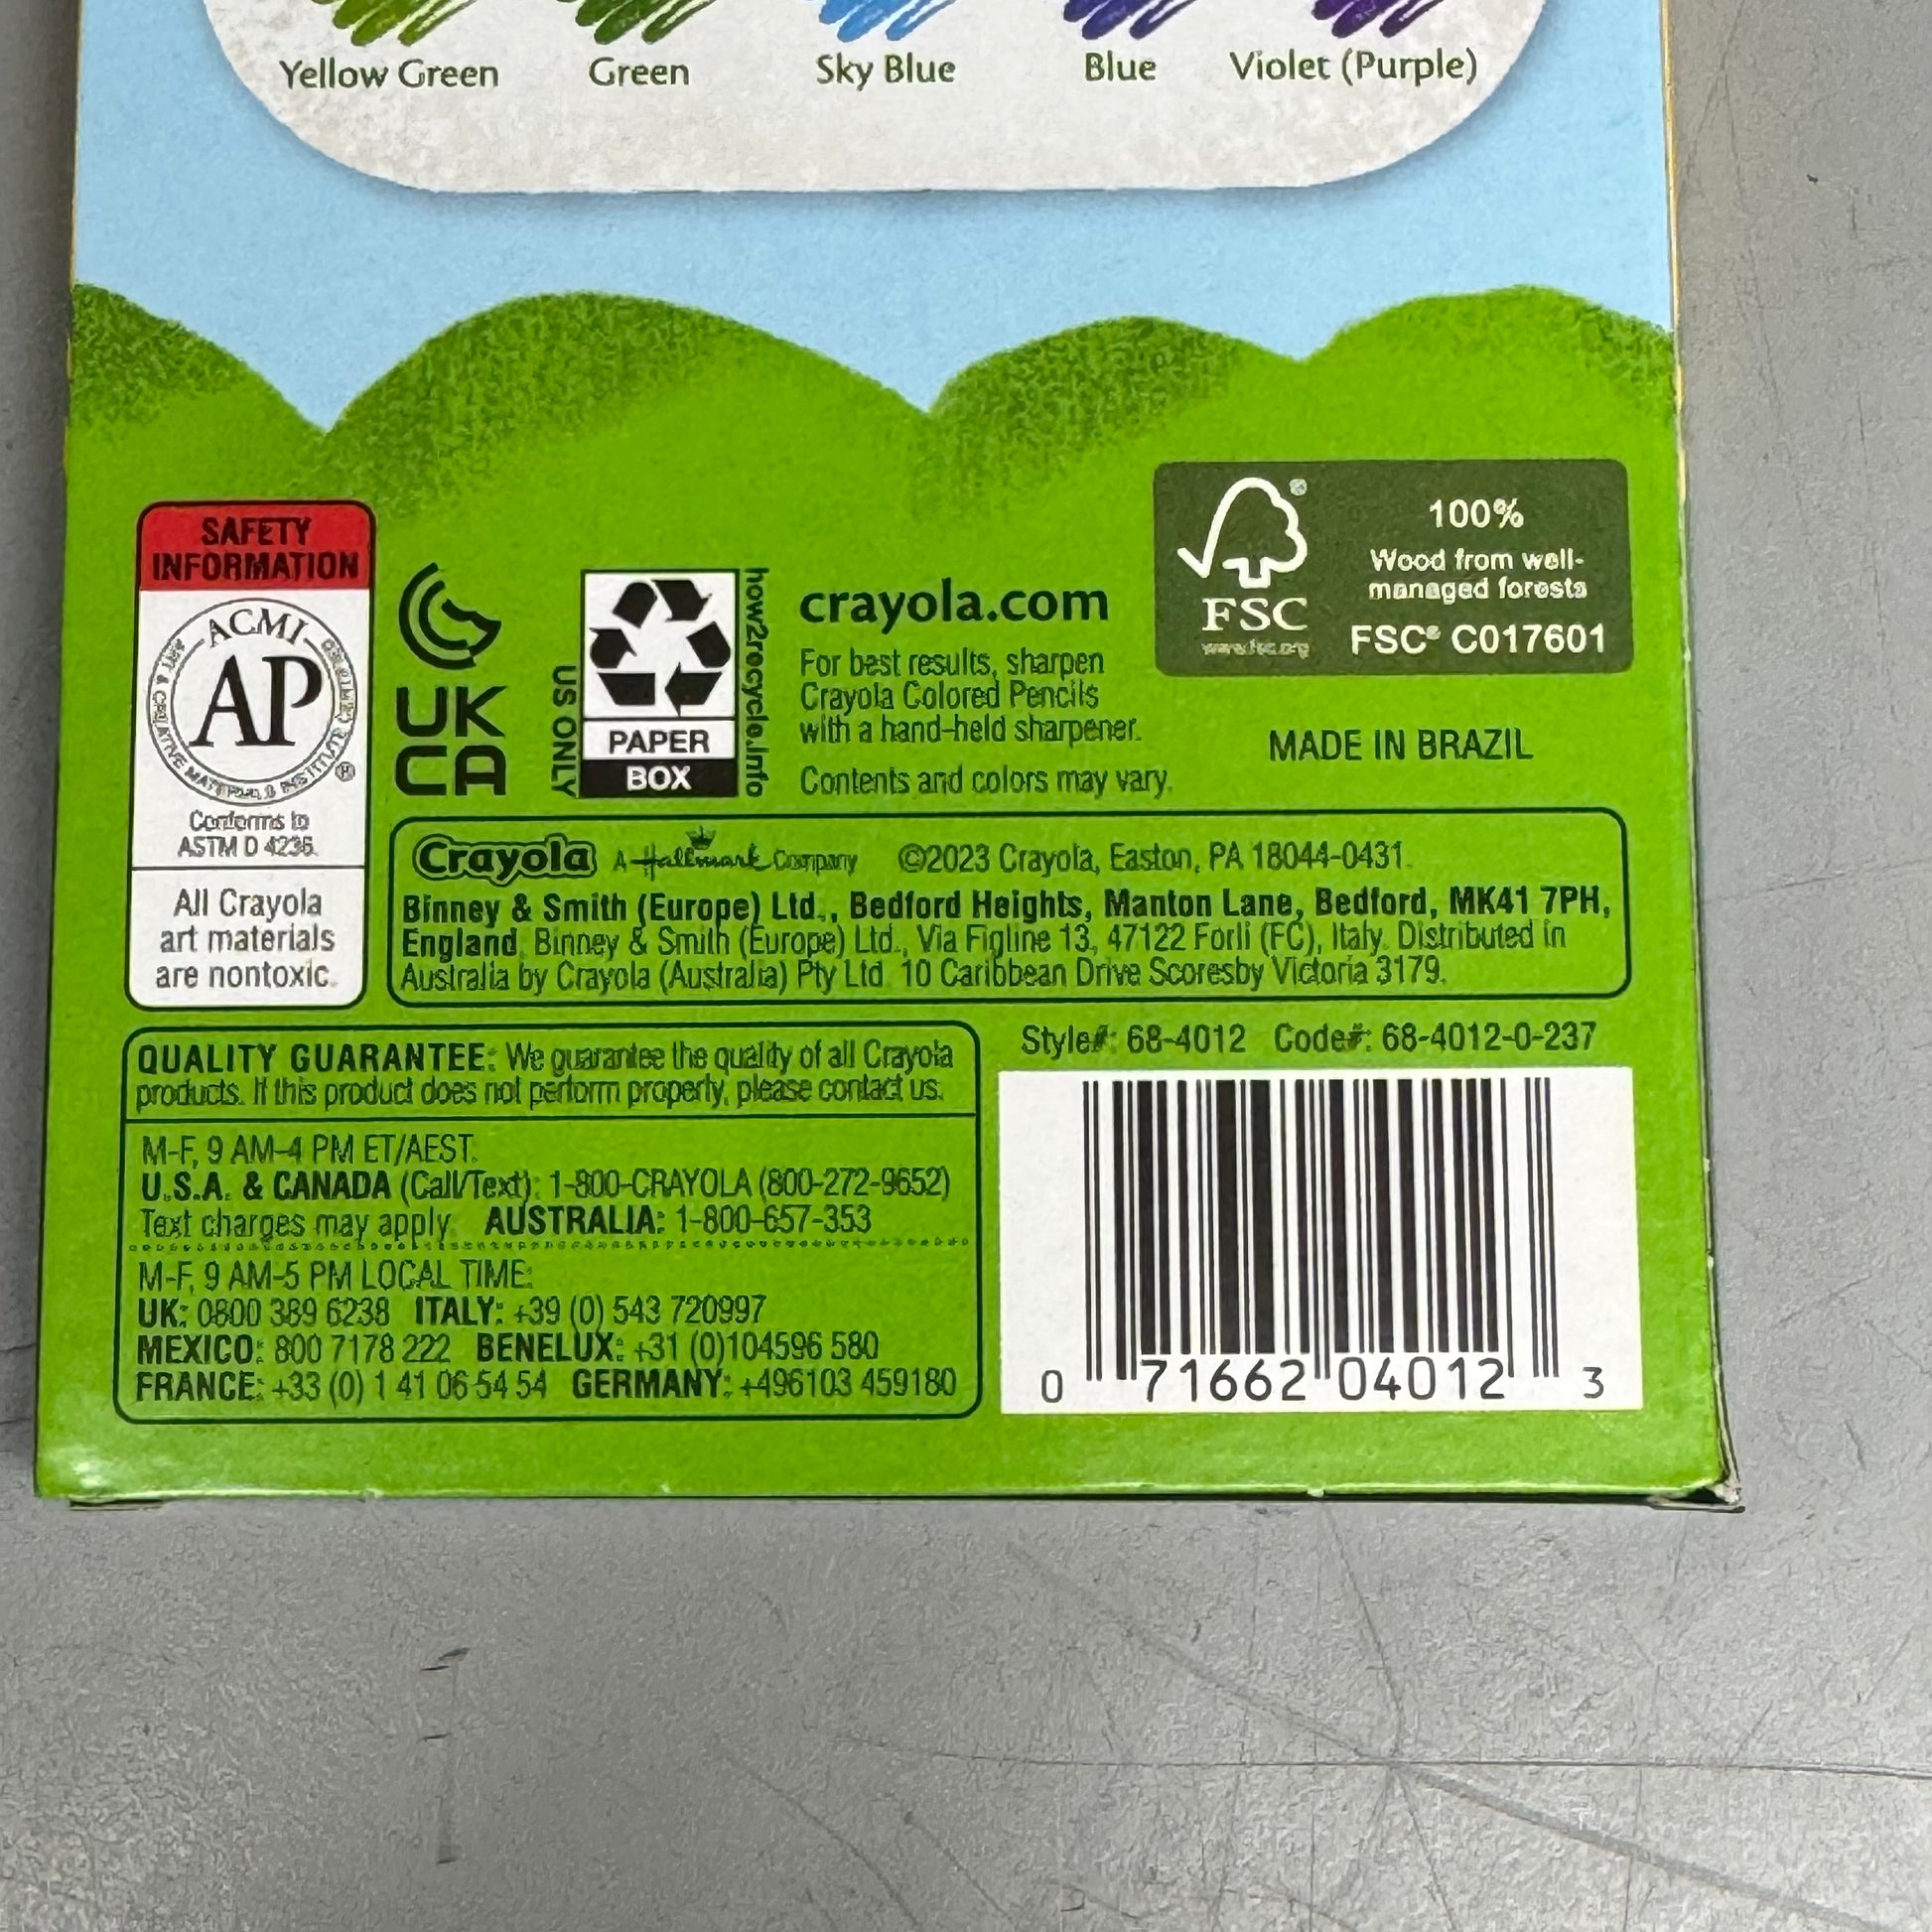 Yellow Green
Green
Sky Blue
Blue
Violet (Purple)
SAFETY
INFORMATION
ACMI
ART & CREATIVE MATERIALS INSTITUTE
AP
Conforms to
ASTM D 4236.
All Crayola
art materials
are nontoxic.
UK
CA
US ONLY
PAPER
BOX
how2recycle.info
crayola.com
For best results, sharpen
Crayola Colored Pencils
with a hand-held sharpener.
Contents and colors may vary.
FSC®
www.fsc.org
100%
Wood from well-
managed forests
FSC® C017601
MADE IN BRAZIL
Crayola A Hallmark Company ©2023 Crayola, Easton, PA 18044-0431.
Binney & Smith (Europe) Ltd., Bedford Heights, Manton Lane, Bedford, MK41 7PH,
England. Binney & Smith (Europe) Ltd., Via Figline 13, 47122 Forlì (FC), Italy. Distributed in
Australia by Crayola (Australia) Pty Ltd 10 Caribbean Drive Scoresby Victoria 3179.
QUALITY GUARANTEE: We guarantee the quality of all Crayola
products. If this product does not perform properly, please contact us.
M-F, 9 AM-4 PM ET/AEST:
U.S.A. & CANADA (Call/Text): 1-800-CRAYOLA (800-272-9652)
Text charges may apply. AUSTRALIA: 1-800-657-353
M-F, 9 AM-5 PM LOCAL TIME:
UK: 0800 389 6238 ITALY: +39 (0) 543 720997
MEXICO: 800 7178 222 BENELUX: +31 (0)104596 580
FRANCE: +33 (0) 1 41 06 54 54 GERMANY: +496103 459180
Style#: 68-4012 Code#: 68-4012-0-237
0 71662 04012 3